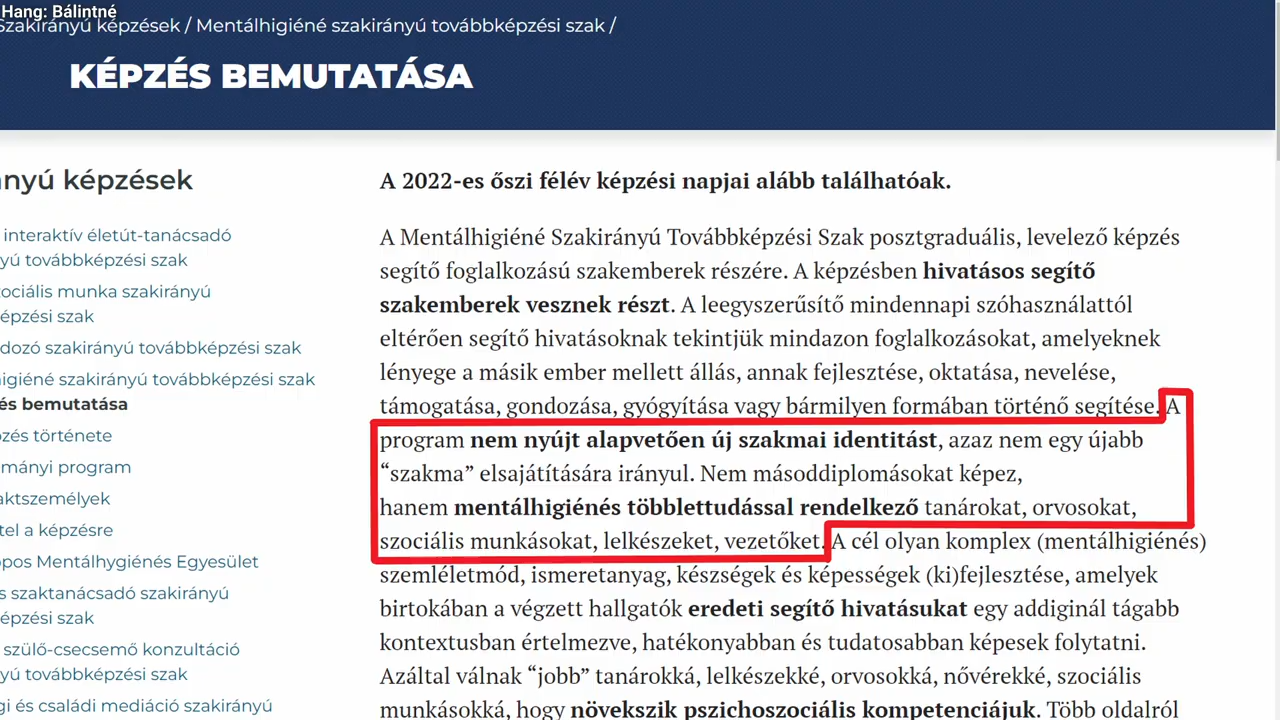 Hang: Bálintné
Szakirányú képzések / Mentálhigiéné szakirányú továbbképzési szak /
KÉPZÉS BEMUTATÁSA
nyú képzések
interaktív életút-tanácsadó
yú továbbképzési szak
ociális munka szakirányú
épzési szak
dozó szakirányú továbbképzési szak
igiéné szakirányú továbbképzési szak
és bemutatása
zés története
mányi program
aktszemélyek
tel a képzésre
pos Mentálhygiénés Egyesület
s szaktanácsadó szakirányú
épzési szak
szülő-csecsemő konzultáció
yú továbbképzési szak
gi és családi mediáció szakirányú
A 2022-es őszi félév képzési napjai alább találhatóak.
A Mentálhigiéné Szakirányú Továbbképzési Szak posztgraduális, levelező képzés
segítő foglalkozású szakemberek részére. A képzésben hivatásos segítő
szakemberek vesznek részt. A leegyszerűsítő mindennapi szóhasználattól
eltérően segítő hivatásoknak tekintjük mindazon foglalkozásokat, amelyeknek
lényege a másik ember mellett állás, annak fejlesztése, oktatása, nevelése,
támogatása, gondozása, gyógyítása vagy bármilyen formában történő segítése. A
program nem nyújt alapvetően új szakmai identitást, azaz nem egy újabb
“szakma” elsajátítására irányul. Nem másoddiplomásokat képez,
hanem mentálhigiénés többlettudással rendelkező tanárokat, orvosokat,
szociális munkásokat, lelkészeket, vezetőket. A cél olyan komplex (mentálhigiénés)
szemléletmód, ismeretanyag, készségek és képességek (ki)fejlesztése, amelyek
birtokában a végzett hallgatók eredeti segítő hivatásukat egy addiginál tágabb
kontextusban értelmezve, hatékonyabban és tudatosabban képesek folytatni.
Azáltal válnak “jobb” tanárokká, lelkészekké, orvosokká, nővérekké, szociális
munkásokká, hogy növekszik pszichoszociális kompetenciájuk. Több oldalról